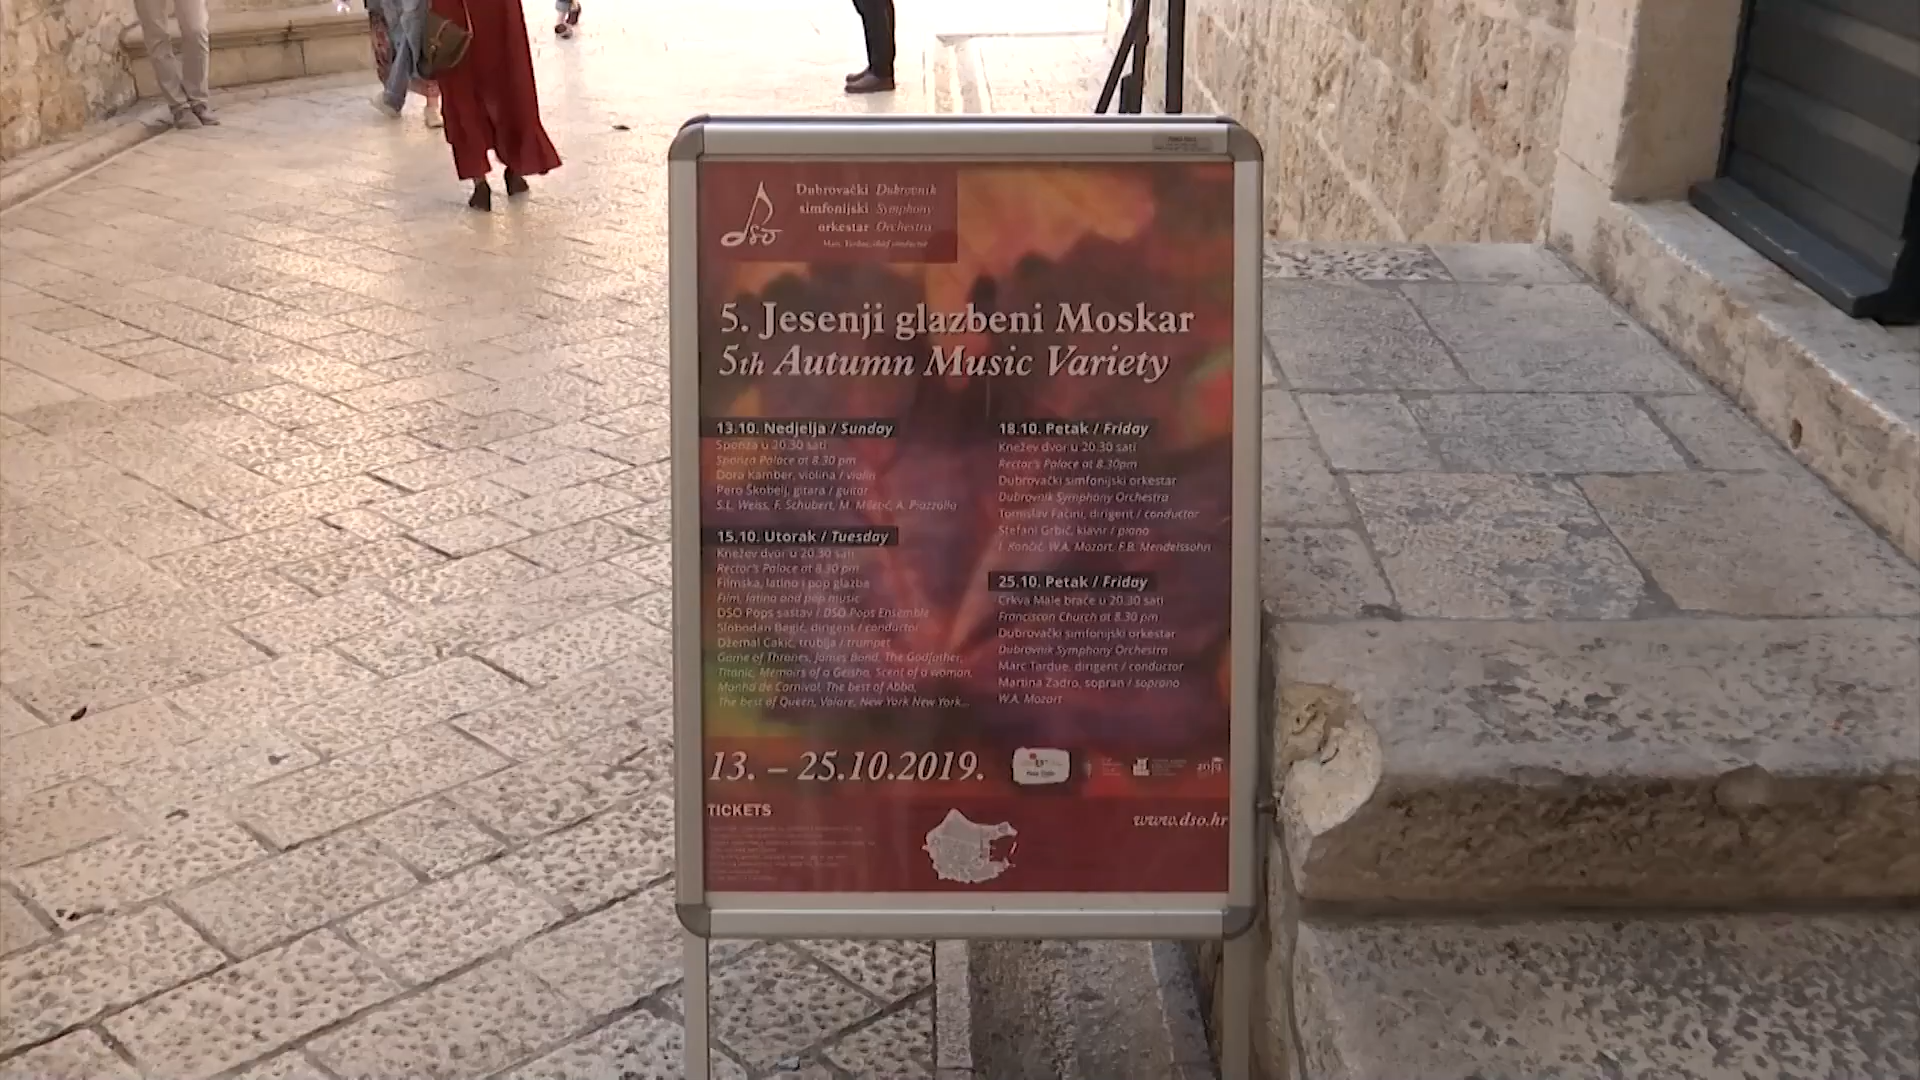 Dubrovački Dubrovnik
simfonijski Symphony
orkestar Orchestra
Marc Tardue, chief conductor
DSO
5. Jesenji glazbeni Moskar
5th Autumn Music Variety
13.10. Nedjelja / Sunday
Sponza u 20.30 sati
Sponza Palace at 8.30 pm
Dora Kamber, violina / violin
Pero Škobelj, gitara / guitar
S.L. Weiss, F. Schubert, M. Miletić, A. Piazzolla
15.10. Utorak / Tuesday
Knežev dvor u 20.30 sati
Rector's Palace at 8.30 pm
Filmska, latino i pop glazba
Film, latino and pop music
DSO Pops sastav / DSO Pops Ensemble
Slobodan Begić, dirigent / conductor
Džemal Cakić, trublja / trumpet
Game of Thrones, James Bond, The Godfather,
Titanic, Memoirs of a Geisha, Scent of a woman,
Manha de Carnival, The best of Abba,
The best of Queen, Volare, New York New York...
18.10. Petak / Friday
Knežev dvor u 20.30 sati
Rector's Palace at 8.30pm
Dubrovački simfonijski orkestar
Dubrovnik Symphony Orchestra
Tomislav Fačini, dirigent / conductor
Stefani Grbić, klavir / piano
I. Končić, W.A. Mozart, F.B. Mendelssohn
25.10. Petak / Friday
Crkva Male braće u 20.30 sati
Franciscan Church at 8.30 pm
Dubrovački simfonijski orkestar
Dubrovnik Symphony Orchestra
Marc Tardue, dirigent / conductor
Martina Zadro, sopran / soprano
W.A. Mozart
13. – 25.10.2019.
TICKETS
www.dso.hr